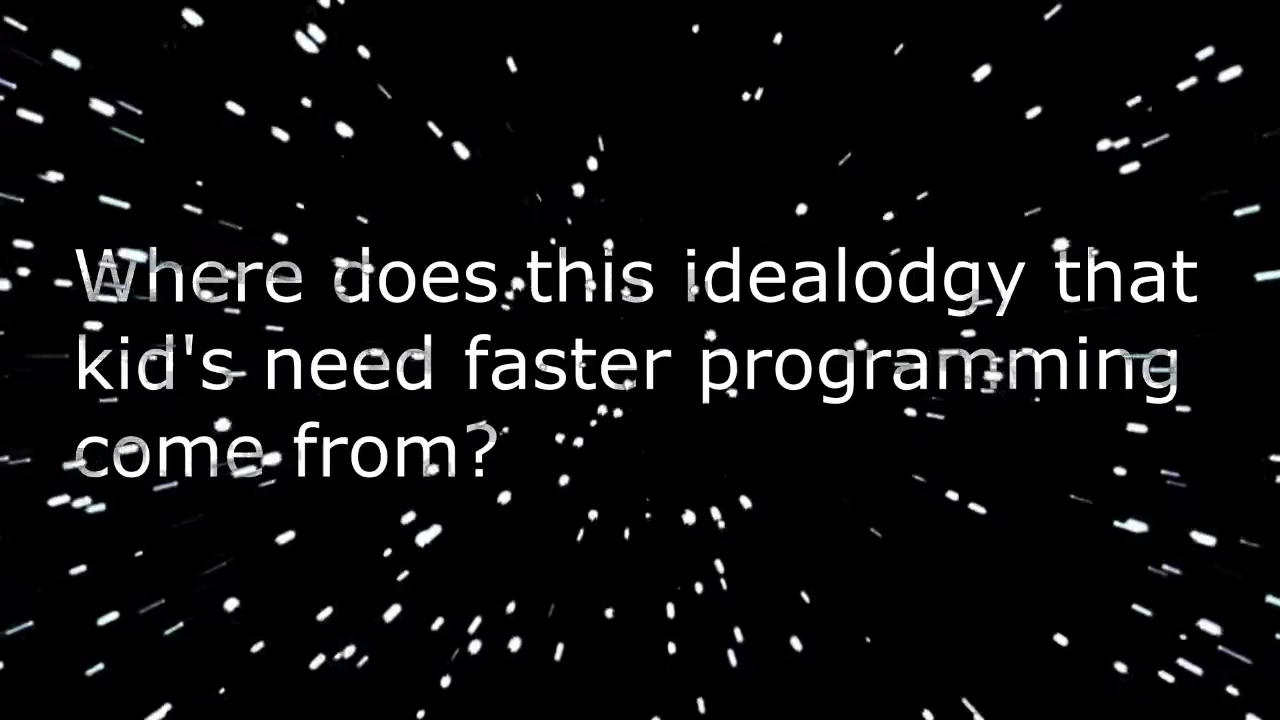 Where does this idealodgy that
kid's need faster programming
come from?